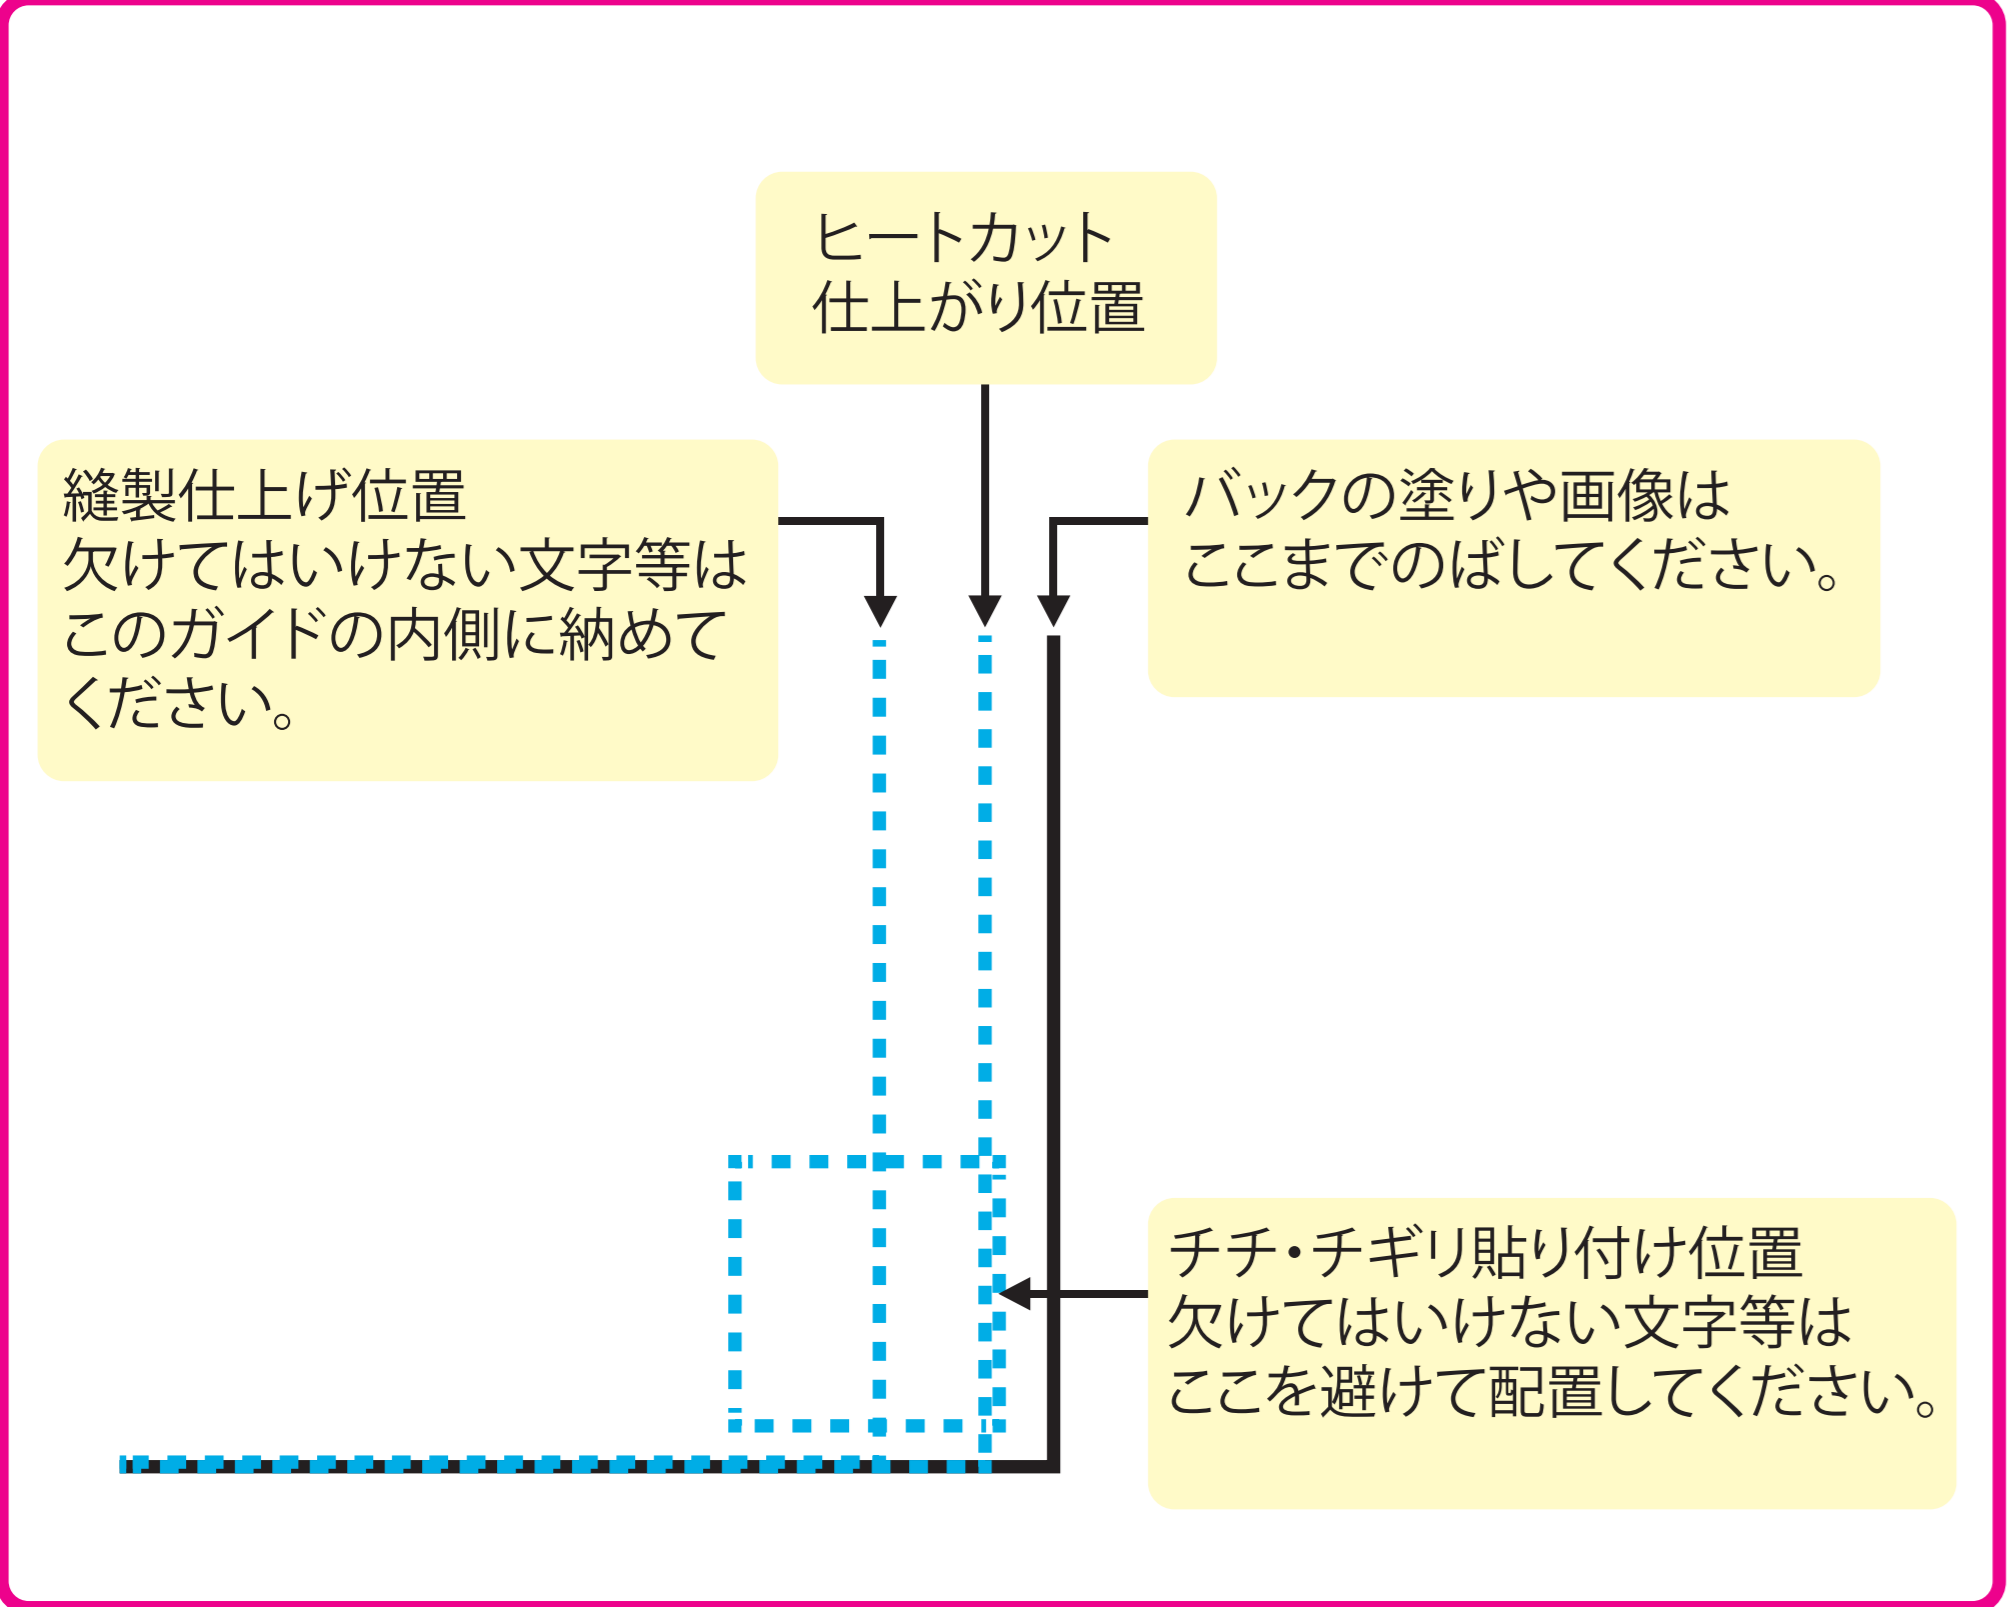 ヒートカット
仕上がり位置
縫製仕上げ位置
欠けてはいけない文字等は
このガイドの内側に納めて
ください。
バックの塗りや画像は
ここまでのばしてください。
チチ・チギリ貼り付け位置
欠けてはいけない文字等は
ここを避けて配置してください。